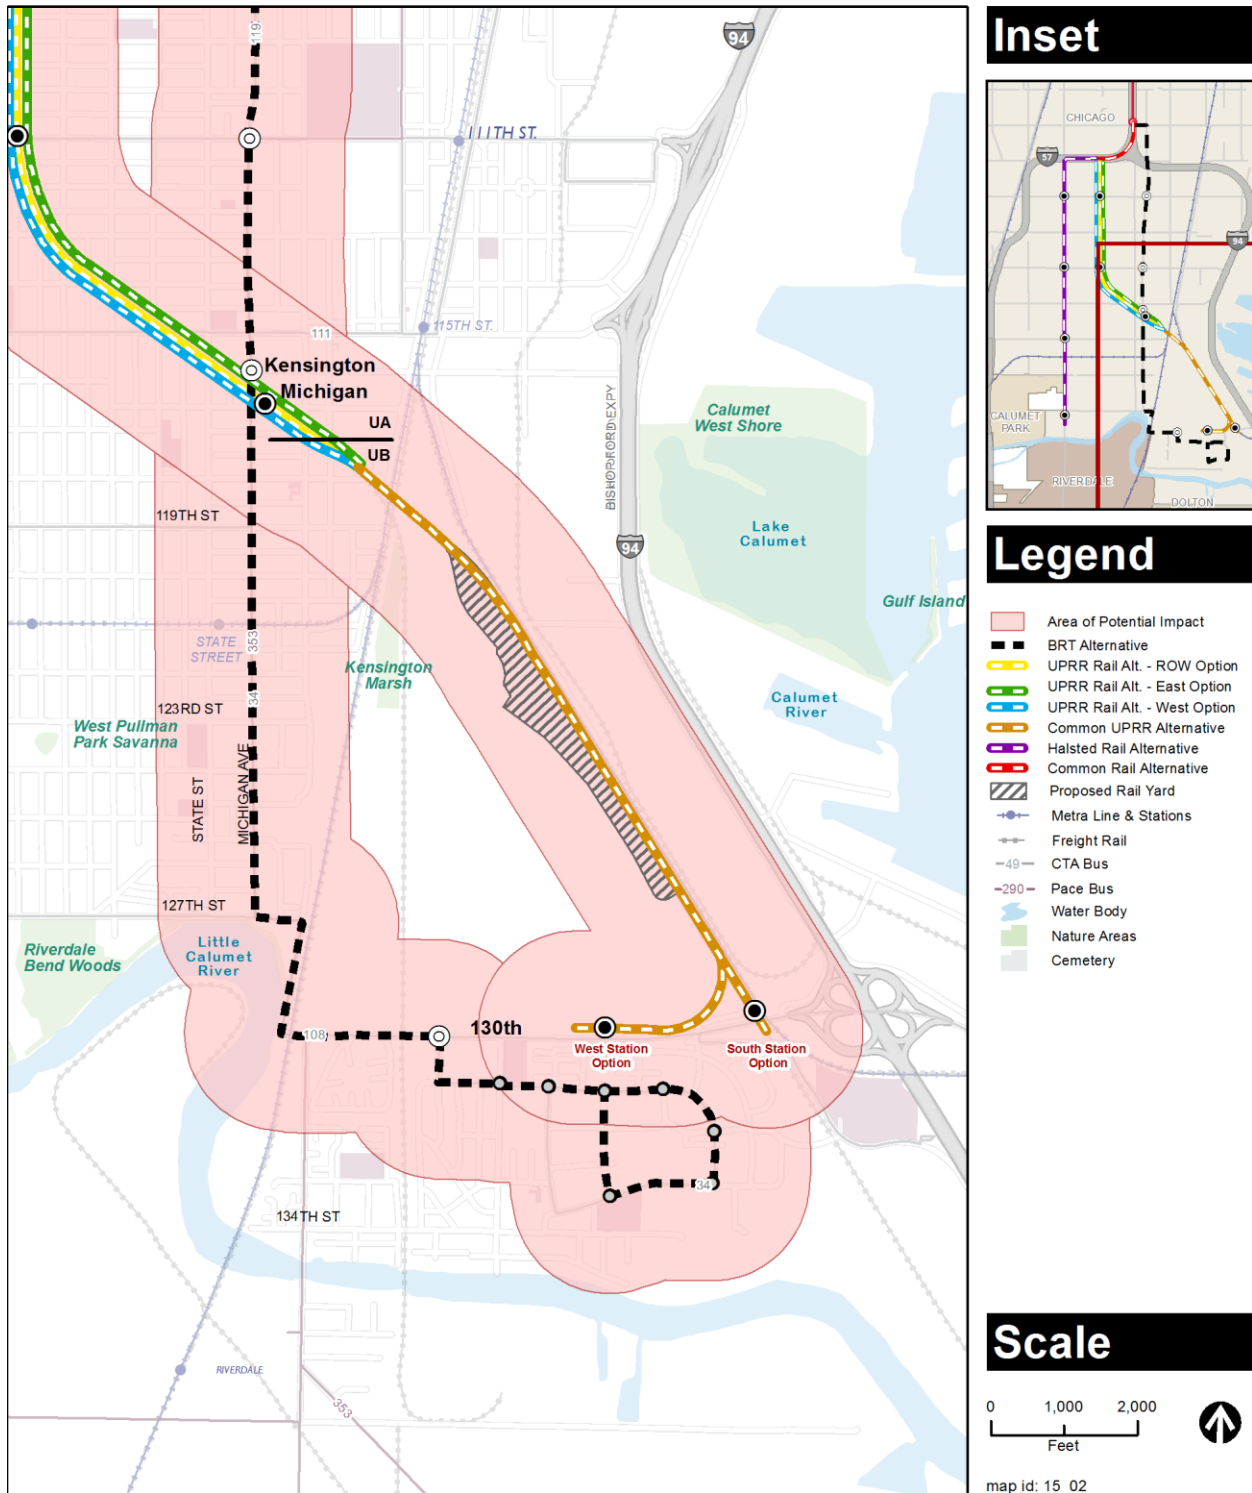 119
94
111TH ST.
115TH ST.
111
Kensington
Michigan
UA
UB
BISHOP FORD EXPY
Calumet
West Shore
119TH ST
94
Lake
Calumet
Gulf Island
STATE
STREET
353
Kensington
Marsh
34
123RD ST
West Pullman
Park Savanna
Calumet
River
STATE ST
MICHIGAN AVE
127TH ST
Riverdale
Bend Woods
Little
Calumet
River
108
130th
West Station
Option
South Station
Option
34
134TH ST
RIVERDALE
353
Inset
CHICAGO
57
94
CALUMET
PARK
RIVERDALE
DOLTON
Legend
Area of Potential Impact
BRT Alternative
UPRR Rail Alt. - ROW Option
UPRR Rail Alt. - East Option
UPRR Rail Alt. - West Option
Common UPRR Alternative
Halsted Rail Alternative
Common Rail Alternative
Proposed Rail Yard
Metra Line & Stations
Freight Rail
49 CTA Bus
290 Pace Bus
Water Body
Nature Areas
Cemetery
Scale
0 1,000 2,000
Feet
map id: 15_02